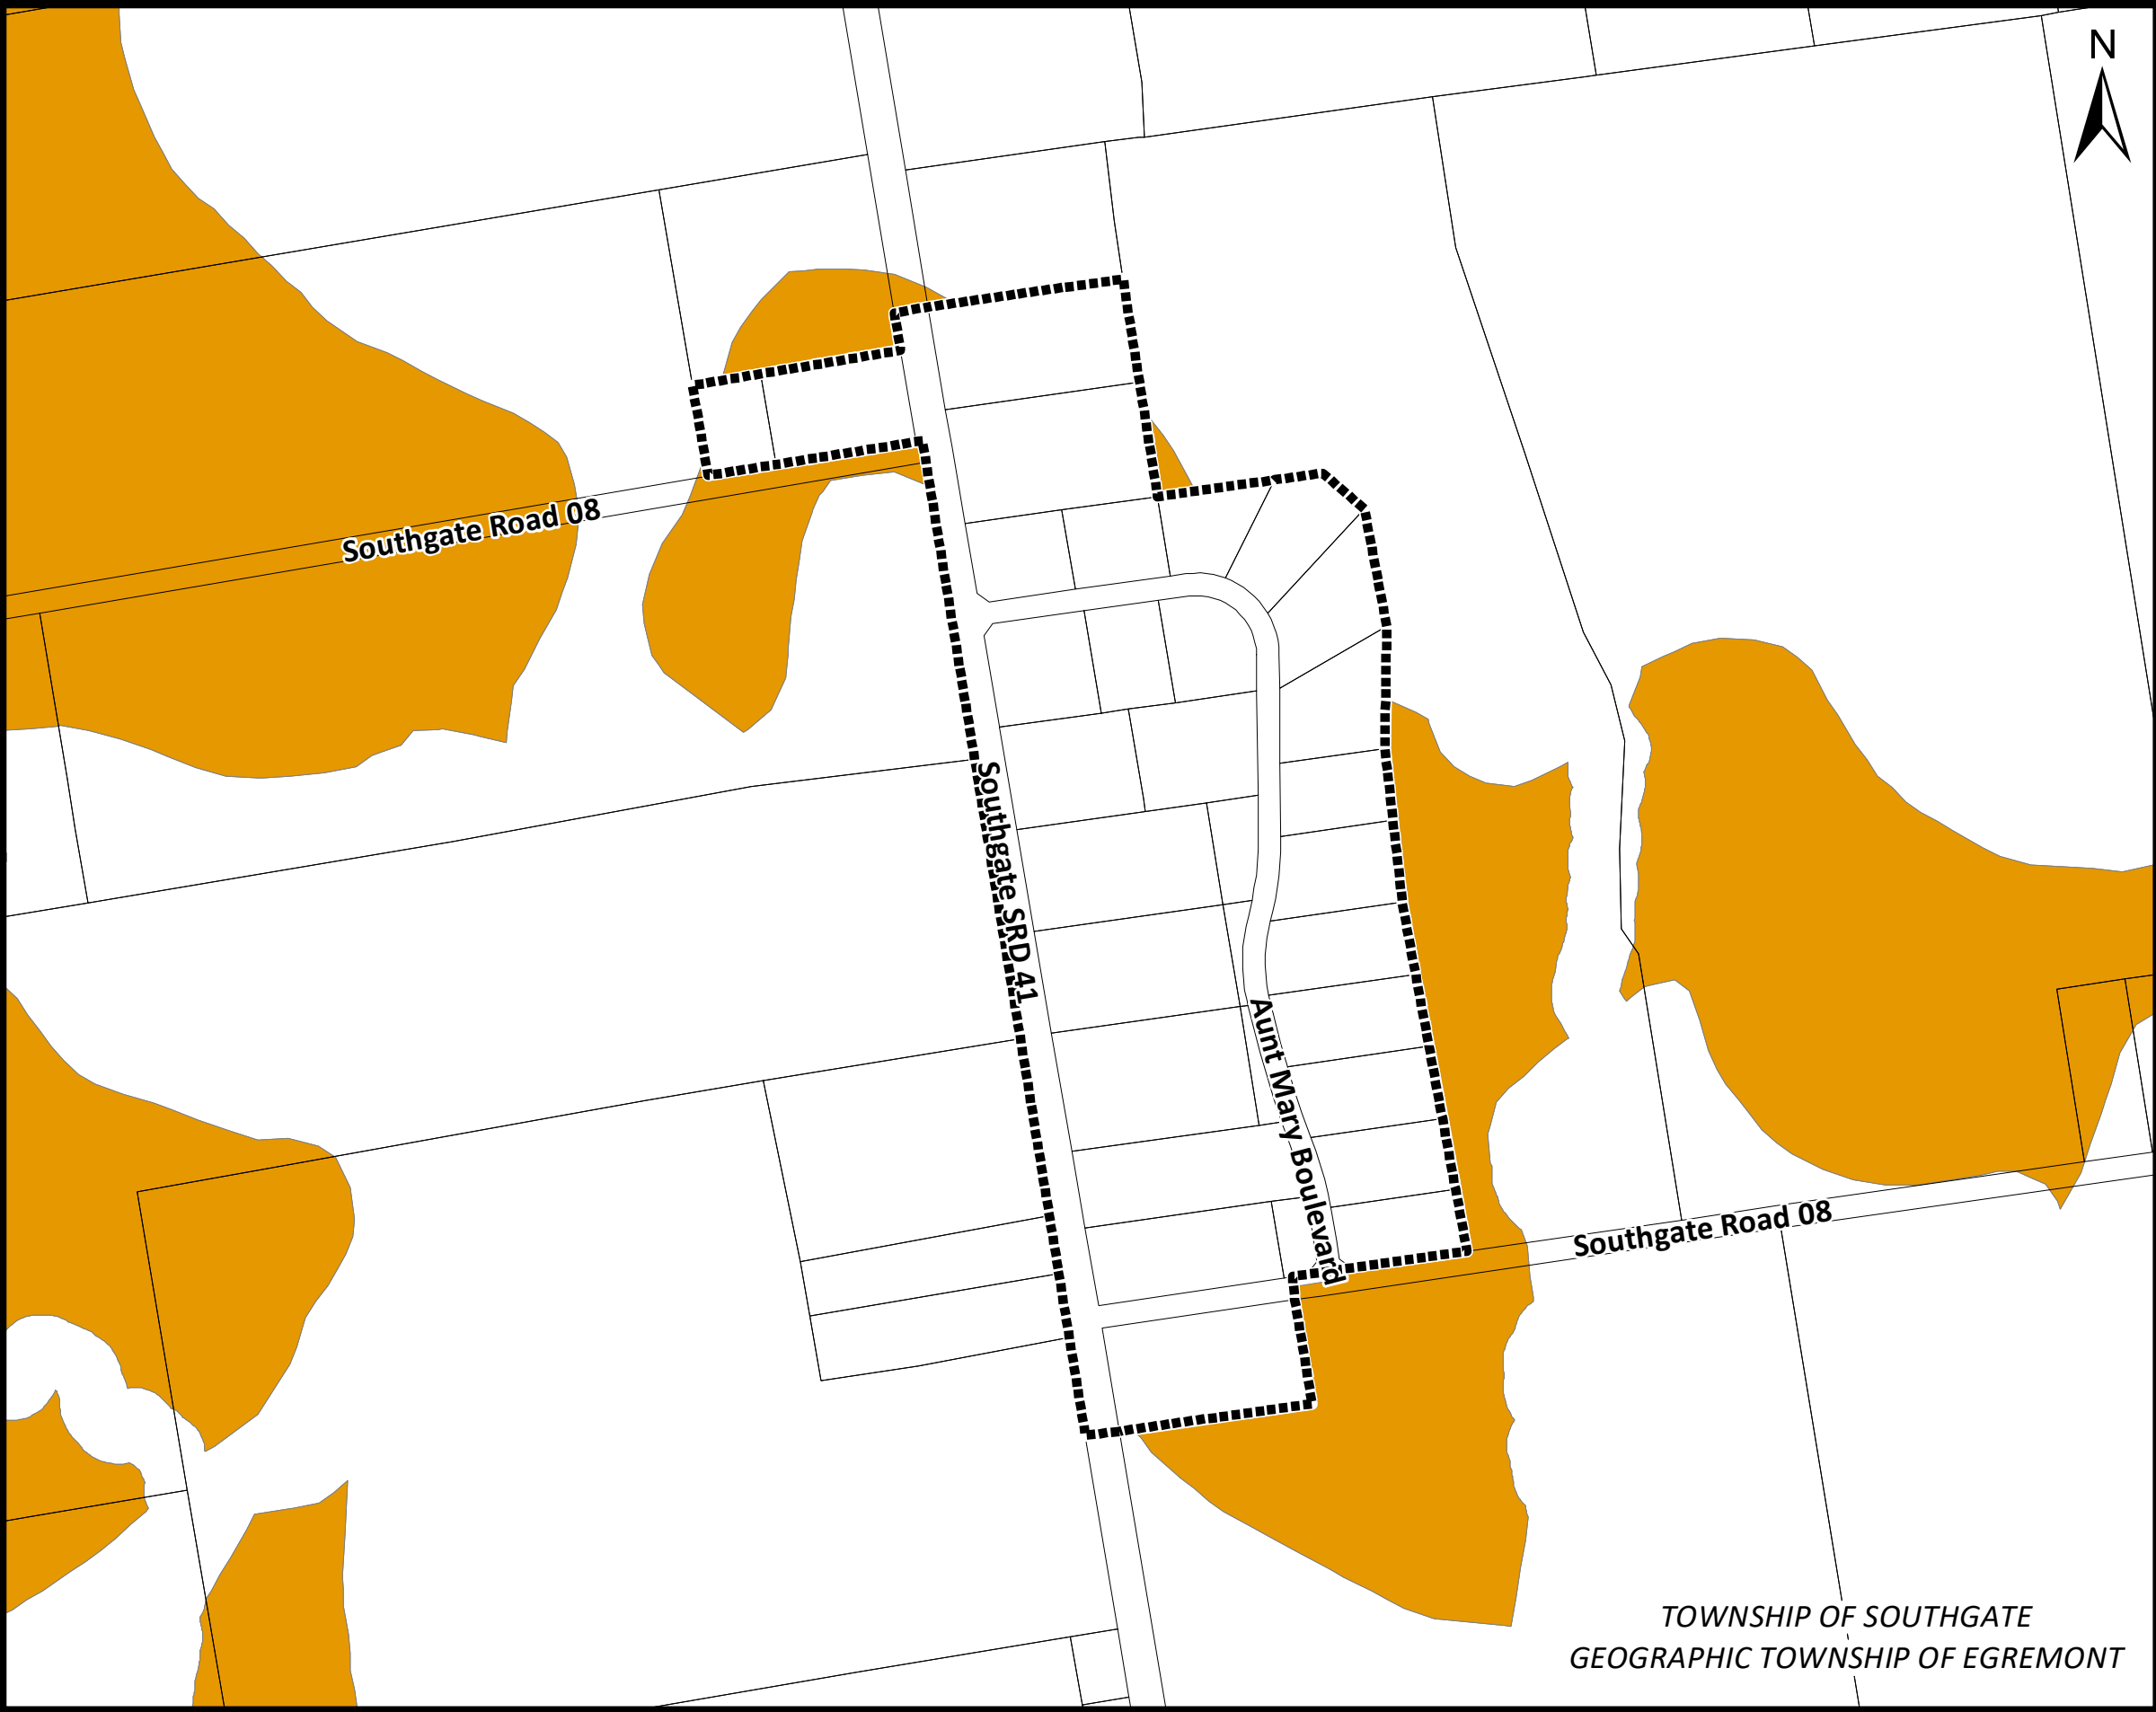 N
Southgate Road 08
Southgate SRD 41
Aunt Mary Boulevard
Southgate Road 08
TOWNSHIP OF SOUTHGATE
GEOGRAPHIC TOWNSHIP OF EGREMONT